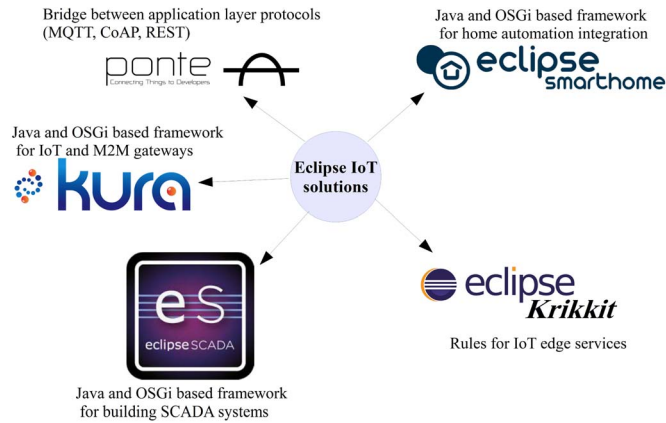 Bridge between application layer protocols
(MQTT, CoAP, REST)
ponte
Connecting Things to Developers
Java and OSGi based framework
for home automation integration
eclipse
smarthome
Java and OSGi based framework
for IoT and M2M gateways
kura
Eclipse IoT
solutions
eS
eclipseSCADA
Java and OSGi based framework
for building SCADA systems
eclipse
Krikkit
Rules for IoT edge services